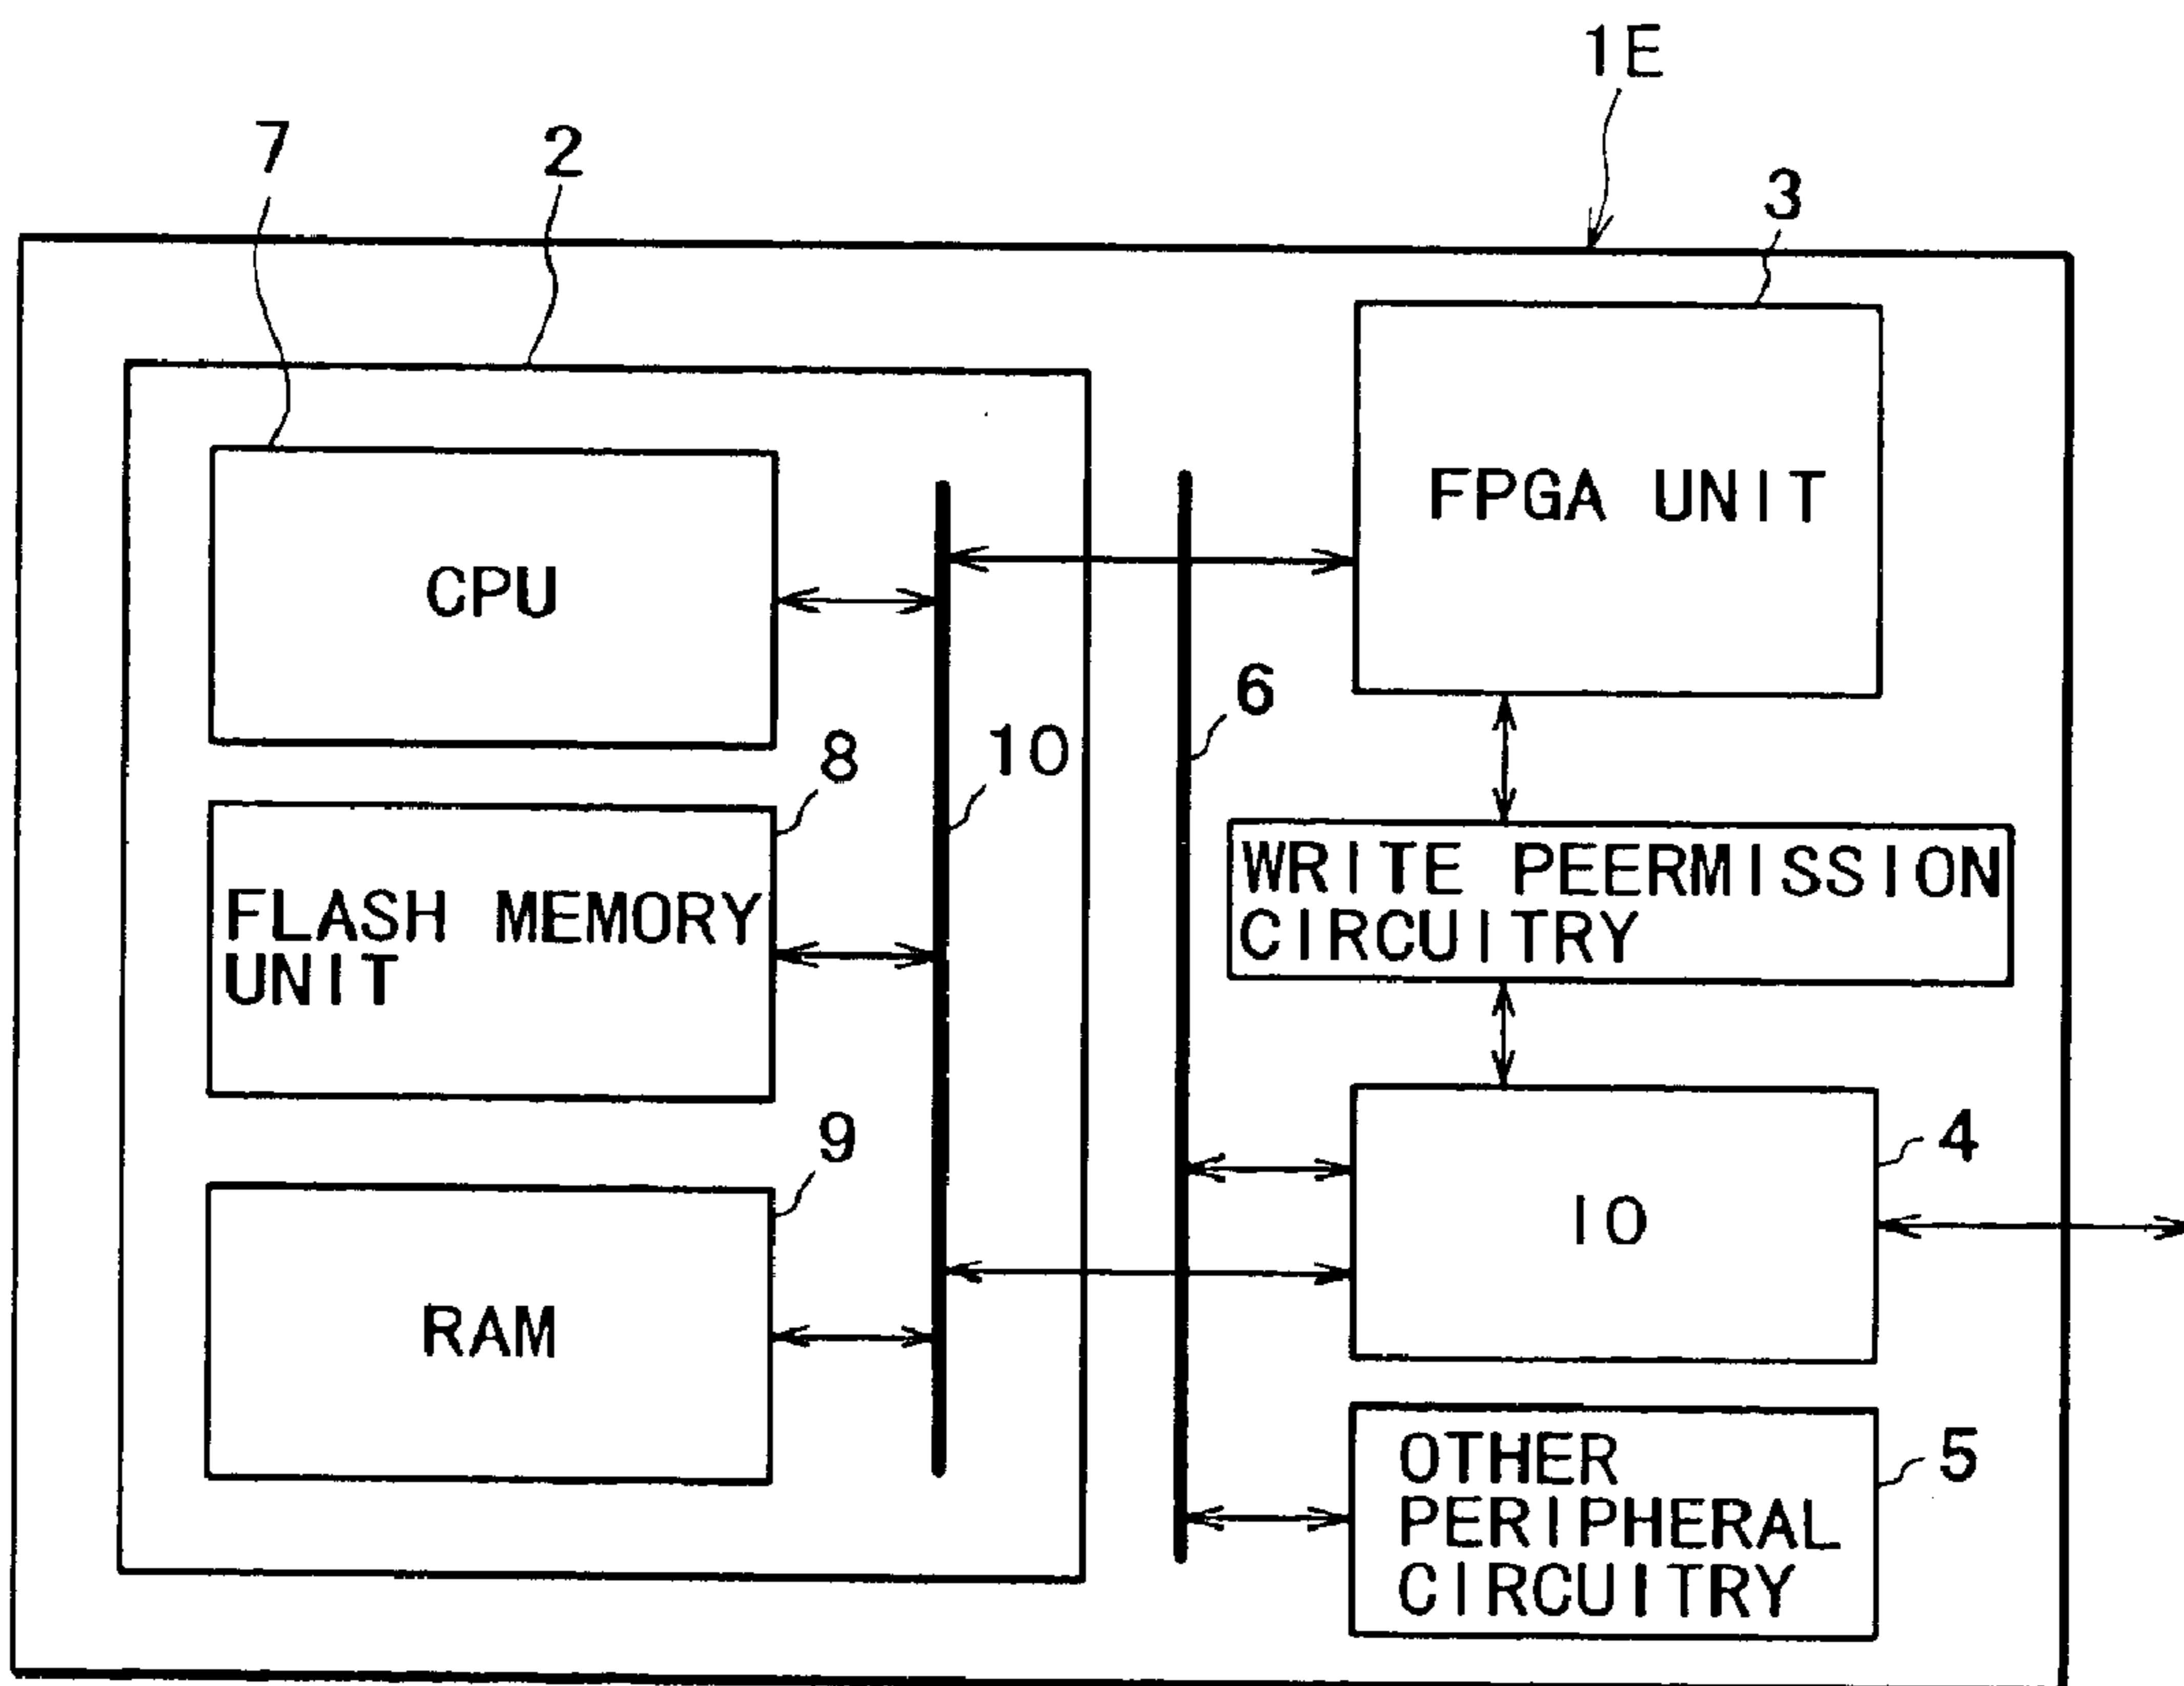 1E
7
2
3
FPGA UNIT
CPU
6
10
8
WRITE PEERMISSION
CIRCUITRY
FLASH MEMORY
UNIT
9
4
IO
RAM
OTHER
PERIPHERAL
CIRCUITRY
5